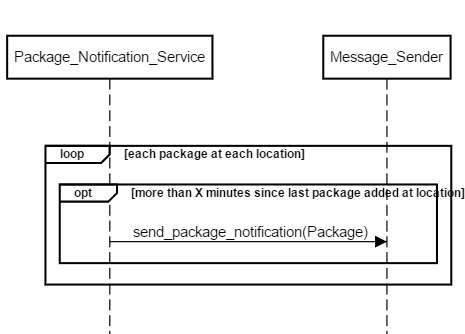 Package_Notification_Service
Message_Sender
loop
[each package at each location]
opt
[more than X minutes since last package added at location]
send_package_notification(Package)